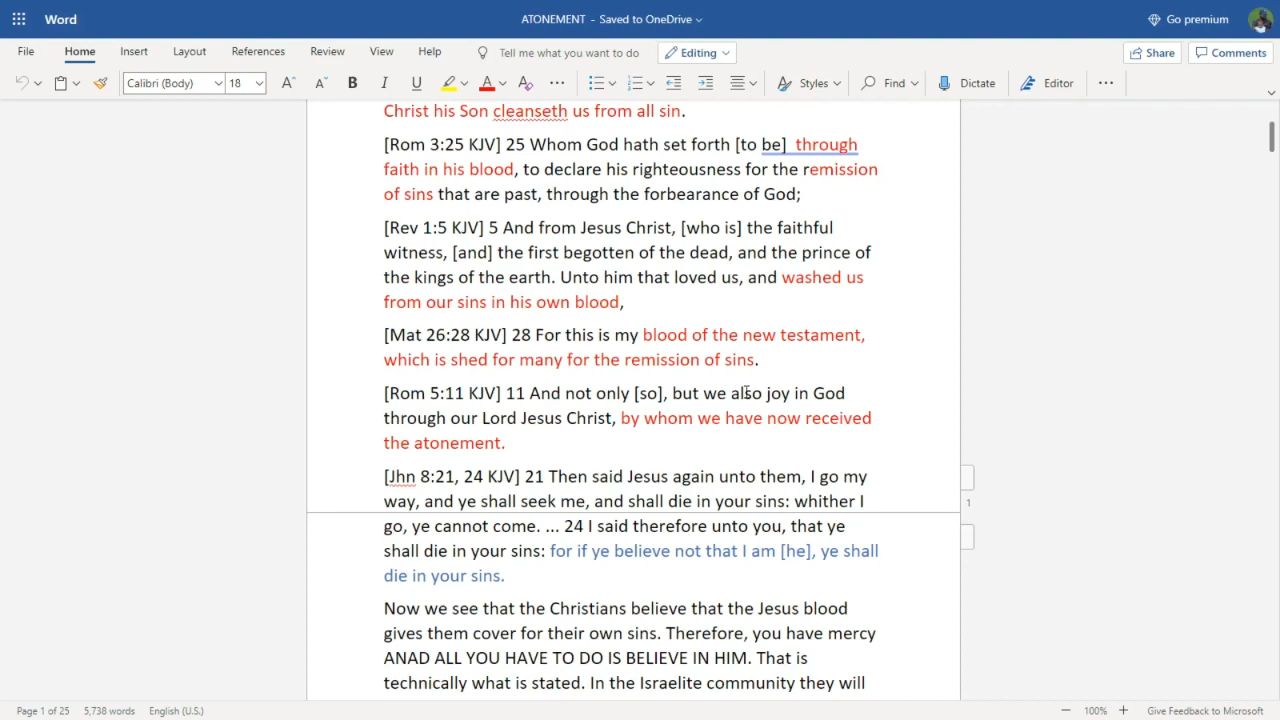 Word
ATONEMENT - Saved to OneDrive
Go premium
File Home Insert Layout References Review View Help Tell me what you want to do Editing Share Comments
Calibri (Body) 18 A A B I U A A Styles Find Dictate Editor
Christ his Son cleanseth us from all sin.
[Rom 3:25 KJV] 25 Whom God hath set forth [to be] through
faith in his blood, to declare his righteousness for the remission
of sins that are past, through the forbearance of God;
[Rev 1:5 KJV] 5 And from Jesus Christ, [who is] the faithful
witness, [and] the first begotten of the dead, and the prince of
the kings of the earth. Unto him that loved us, and washed us
from our sins in his own blood,
[Mat 26:28 KJV] 28 For this is my blood of the new testament,
which is shed for many for the remission of sins.
[Rom 5:11 KJV] 11 And not only [so], but we also joy in God
through our Lord Jesus Christ, by whom we have now received
the atonement.
[Jhn 8:21, 24 KJV] 21 Then said Jesus again unto them, I go my
way, and ye shall seek me, and shall die in your sins: whither I
1
go, ye cannot come. ... 24 I said therefore unto you, that ye
shall die in your sins: for if ye believe not that I am [he], ye shall
die in your sins.
Now we see that the Christians believe that the Jesus blood
gives them cover for their own sins. Therefore, you have mercy
ANAD ALL YOU HAVE TO DO IS BELIEVE IN HIM. That is
technically what is stated. In the Israelite community they will
Page 1 of 25 5,738 words English (U.S.) 100% Give Feedback to Microsoft